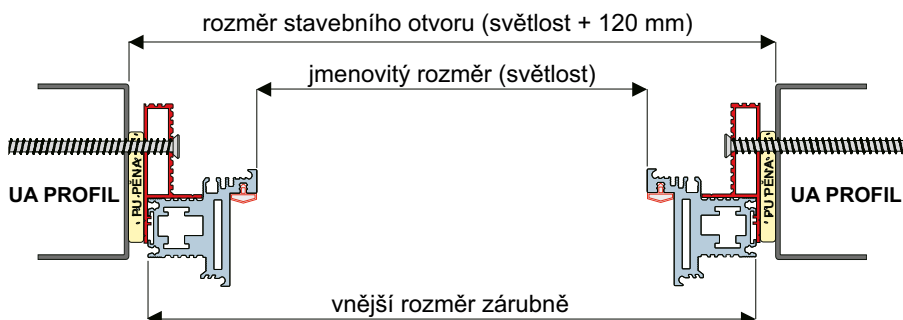 rozměr stavebního otvoru (světlost + 120 mm)
jmenovitý rozměr (světlost)
UA PROFIL
PU PĚNA
PU PĚNA
UA PROFIL
vnější rozměr zárubně